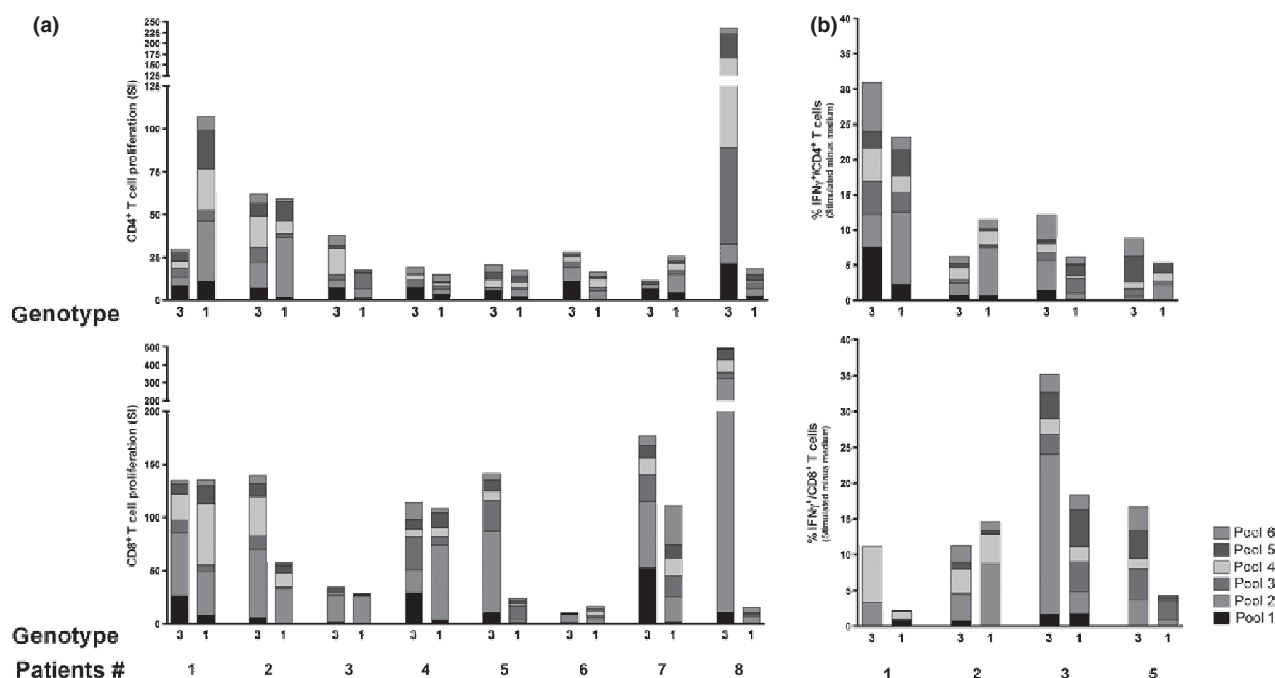 (a)
CD4+ T cell proliferation (SI)
250
225
200
175
150
125
125
100
75
50
25
0
Genotype
3 1 3 1 3 1 3 1 3 1 3 1 3 1 3 1
CD8+ T cell proliferation (SI)
500
400
300
200
200
150
100
50
0
Genotype
3 1 3 1 3 1 3 1 3 1 3 1 3 1 3 1
Patients #
1 2 3 4 5 6 7 8
(b)
% IFNγ+/CD4+ T cells
(Stimulated minus medium)
40
35
30
25
20
15
10
5
0
3 1 3 1 3 1 3 1
% IFNγ+/CD8+ T cells
(Stimulated minus medium)
40
35
30
25
20
15
10
5
0
3 1 3 1 3 1 3 1
1 2 3 5
Pool 6
Pool 5
Pool 4
Pool 3
Pool 2
Pool 1